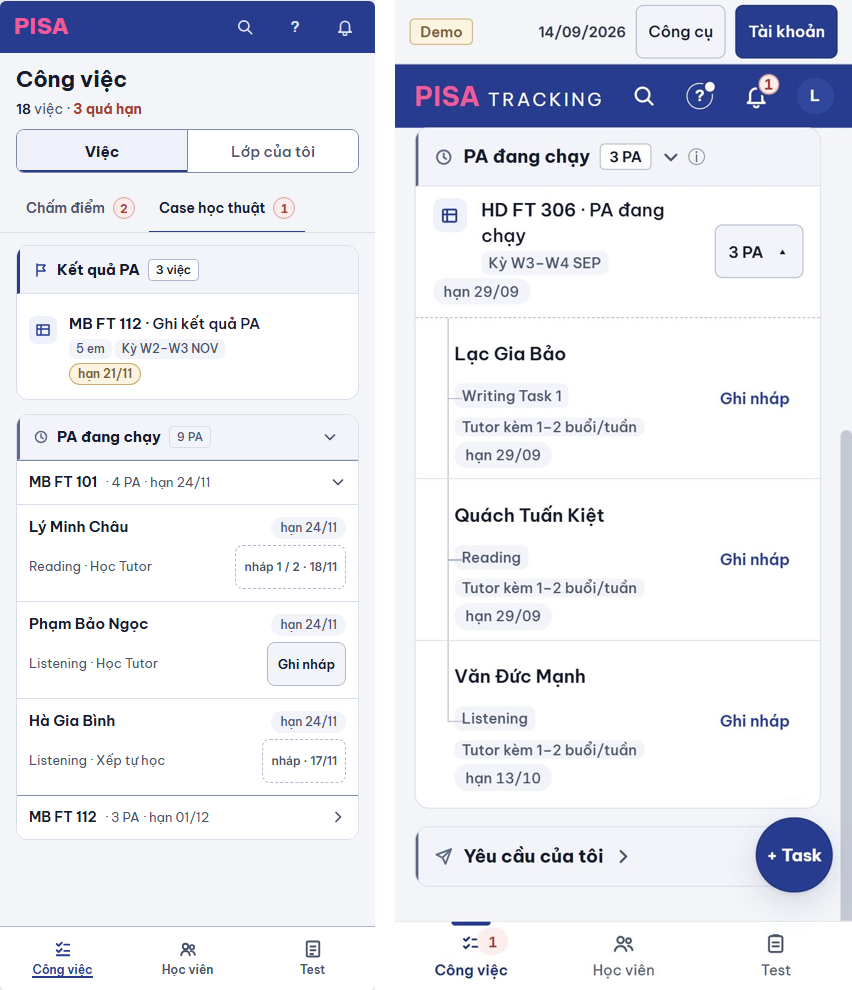 PISA
?
Công việc
18 việc · 3 quá hạn
Việc
Lớp của tôi
Chấm điểm 2
Case học thuật 1
Kết quả PA 3 việc
MB FT 112 · Ghi kết quả PA
5 em Kỳ W2–W3 NOV
hạn 21/11
PA đang chạy 9 PA
MB FT 101 · 4 PA · hạn 24/11
Lý Minh Châu hạn 24/11
Reading · Học Tutor nháp 1 / 2 · 18/11
Phạm Bảo Ngọc hạn 24/11
Listening · Học Tutor Ghi nháp
Hà Gia Bình hạn 24/11
Listening · Xếp tự học nháp · 17/11
MB FT 112 · 3 PA · hạn 01/12
Công việc
Học viên
Test
Demo 14/09/2026 Công cụ Tài khoản
PISA TRACKING ? 1 L
PA đang chạy 3 PA
HD FT 306 · PA đang
chạy
Kỳ W3–W4 SEP
hạn 29/09
3 PA
Lạc Gia Bảo
Writing Task 1
Tutor kèm 1–2 buổi/tuần
hạn 29/09
Ghi nháp
Quách Tuấn Kiệt
Reading
Tutor kèm 1–2 buổi/tuần
hạn 29/09
Ghi nháp
Văn Đức Mạnh
Listening
Tutor kèm 1–2 buổi/tuần
hạn 13/10
Ghi nháp
Yêu cầu của tôi
+ Task
1
Công việc
Học viên
Test